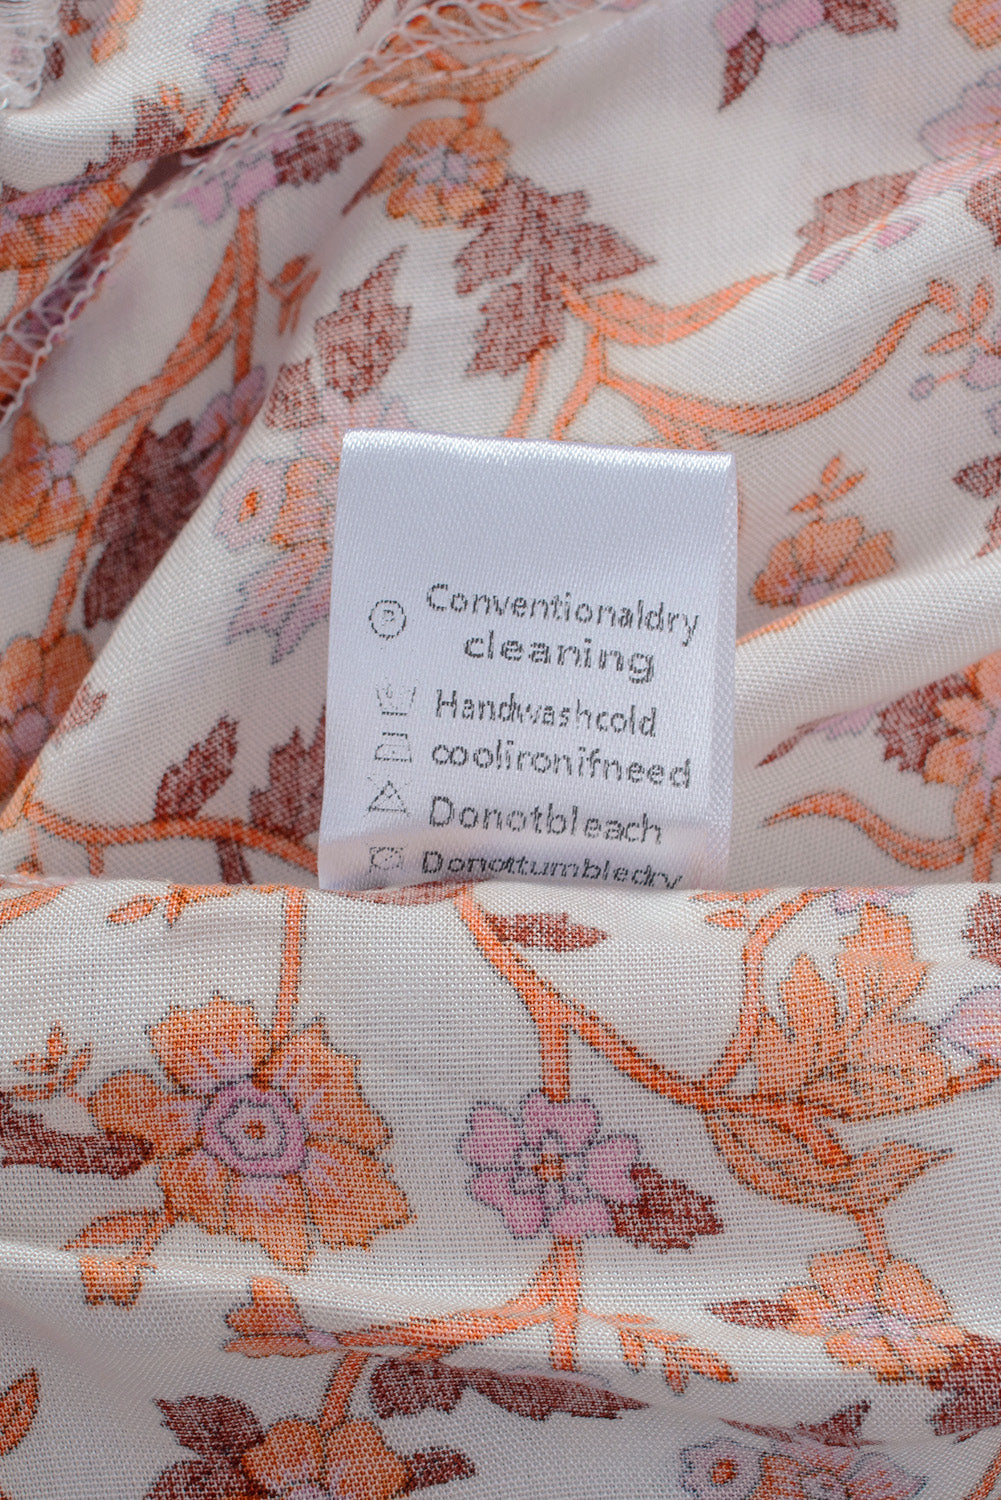 Conventionaldry
cleaning
Handwashcold
coolironifneed
Donotbleach
Donottumbledry